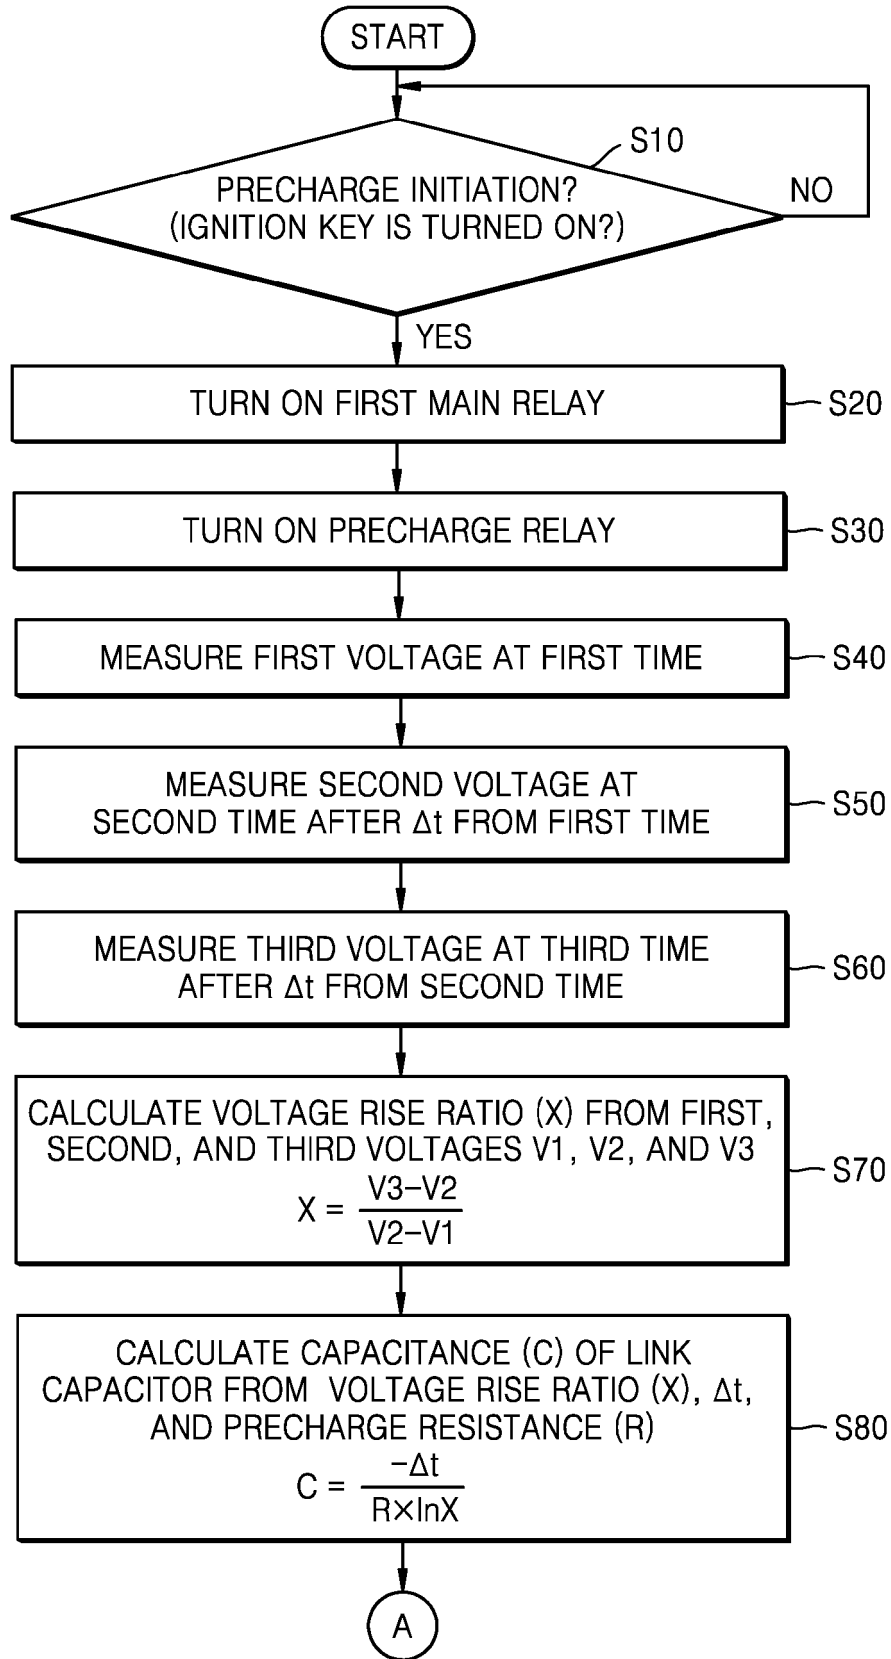 START
S10
PRECHARGE INITIATION?
(IGNITION KEY IS TURNED ON?)
NO
YES
TURN ON FIRST MAIN RELAY
S20
TURN ON PRECHARGE RELAY
S30
MEASURE FIRST VOLTAGE AT FIRST TIME
S40
MEASURE SECOND VOLTAGE AT
SECOND TIME AFTER Δt FROM FIRST TIME
S50
MEASURE THIRD VOLTAGE AT THIRD TIME
AFTER Δt FROM SECOND TIME
S60
CALCULATE VOLTAGE RISE RATIO (X) FROM FIRST,
SECOND, AND THIRD VOLTAGES V1, V2, AND V3
X = V3–V2 / V2–V1
S70
CALCULATE CAPACITANCE (C) OF LINK
CAPACITOR FROM VOLTAGE RISE RATIO (X), Δt,
AND PRECHARGE RESISTANCE (R)
C = –Δt / R×lnX
S80
A